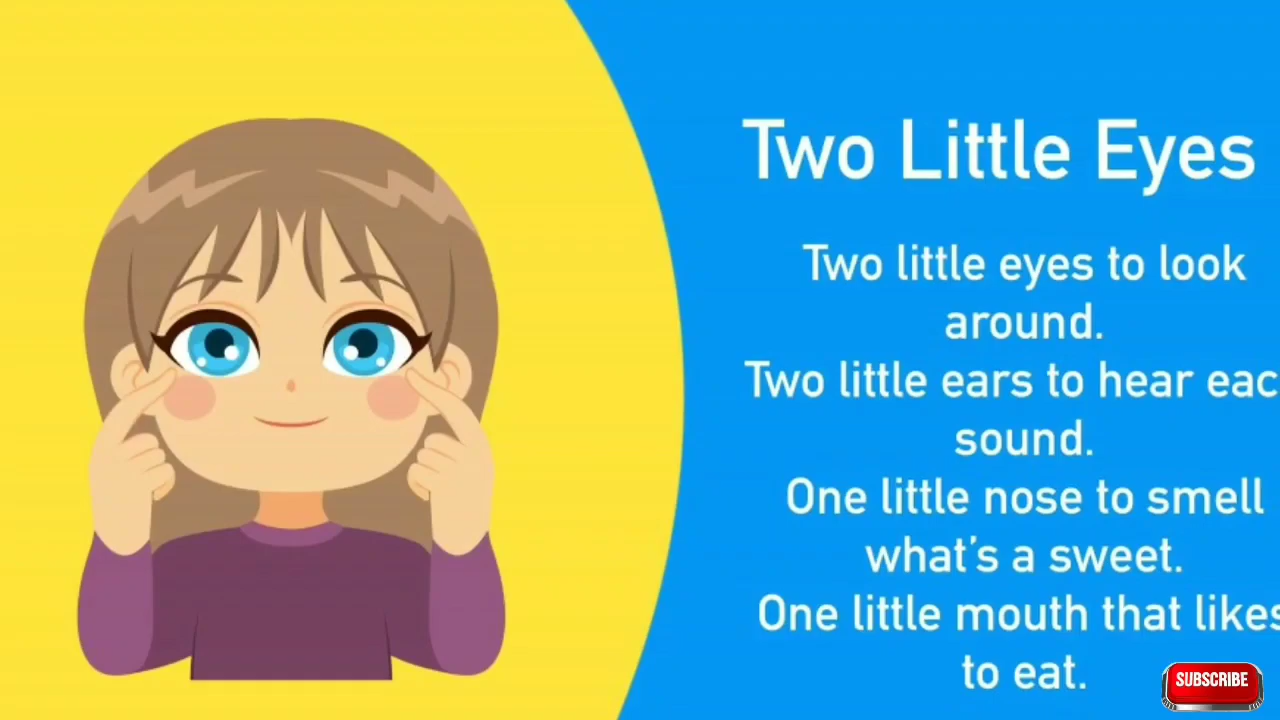 Two Little Eyes
Two little eyes to look
around.
Two little ears to hear eac
sound.
One little nose to smell
what's a sweet.
One little mouth that likes
to eat.
SUBSCRIBE